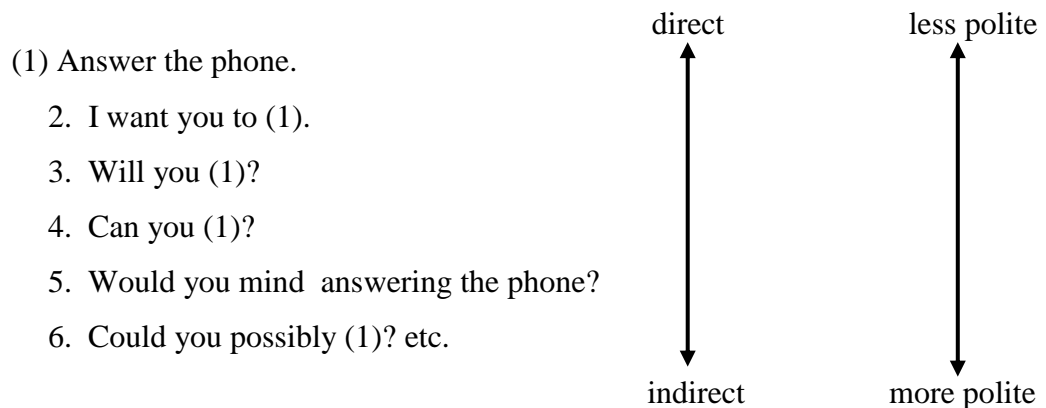 direct less polite
(1) Answer the phone.
2. I want you to (1).
3. Will you (1)?
4. Can you (1)?
5. Would you mind  answering the phone?
6. Could you possibly (1)? etc.
indirect more polite